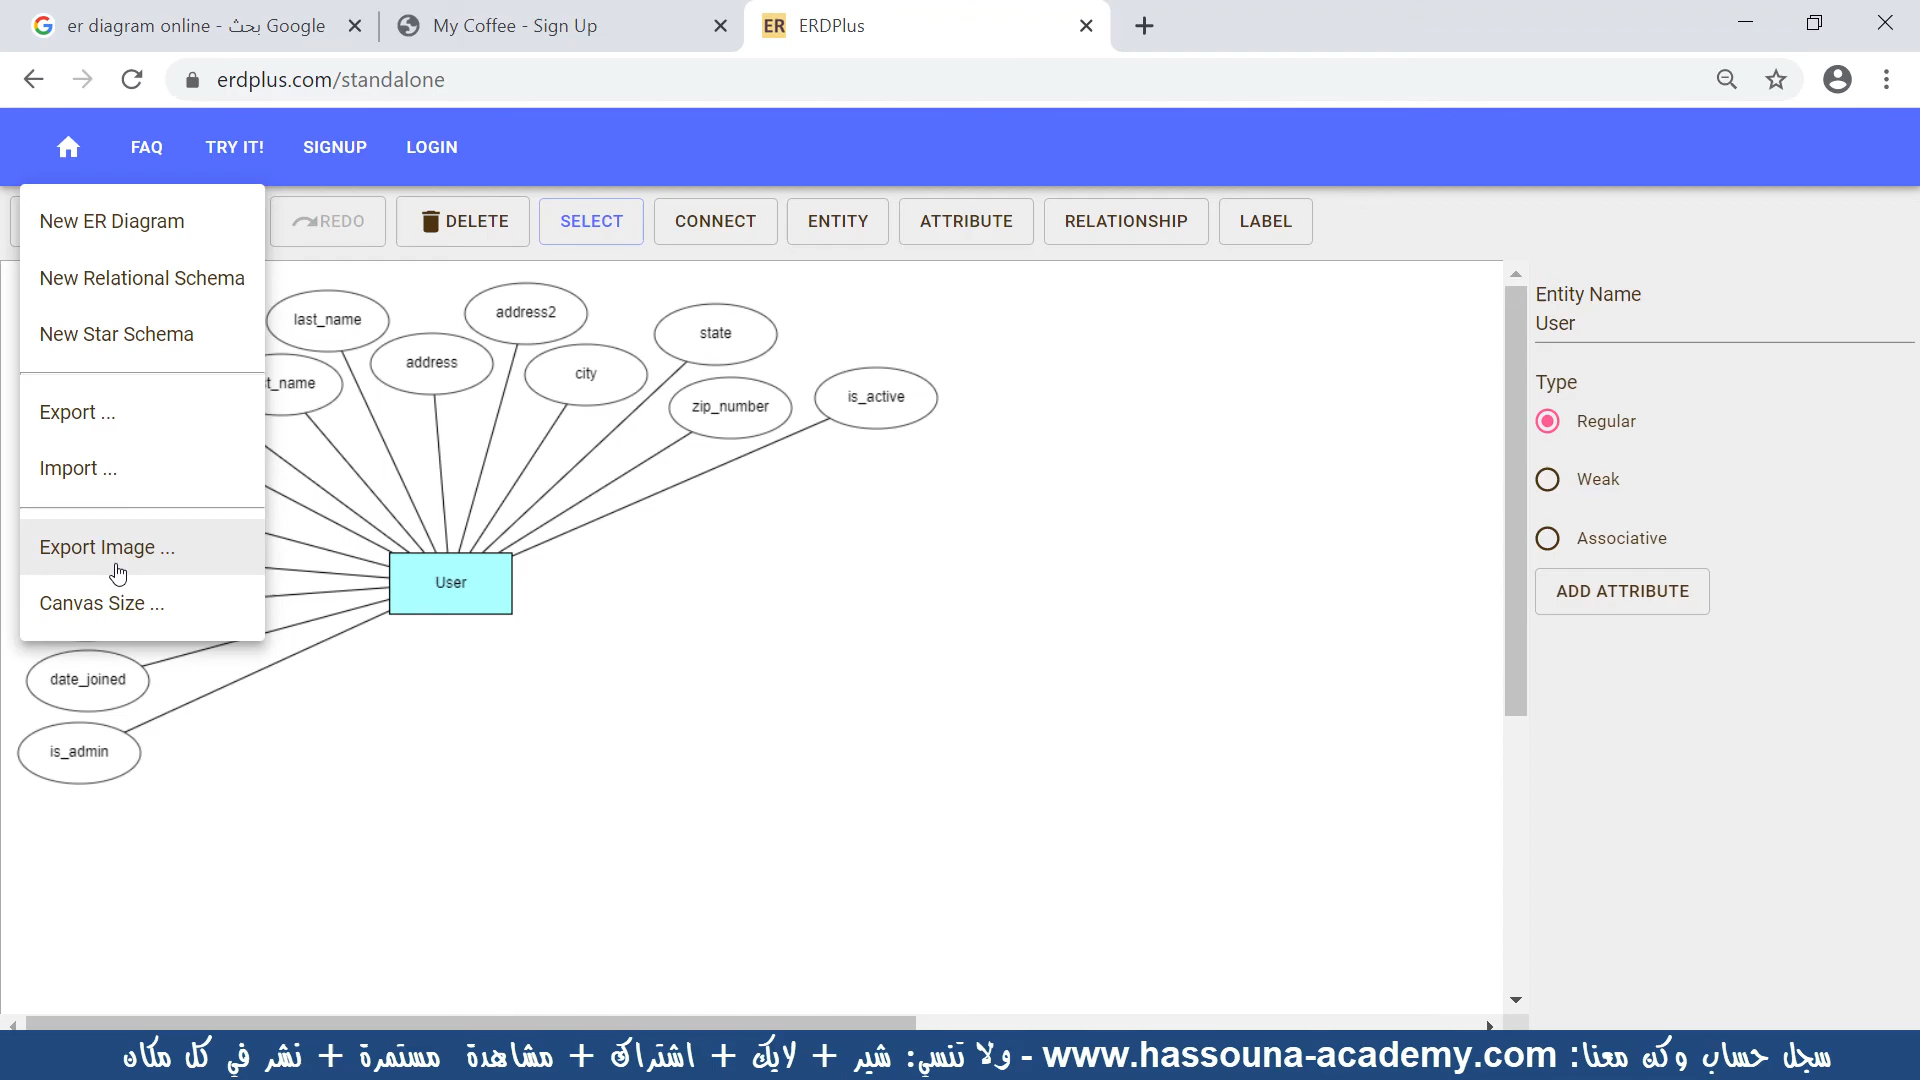 er diagram online - بحث Google
My Coffee - Sign Up
ER ERDPlus
erdplus.com/standalone
FAQ
TRY IT!
SIGNUP
LOGIN
New ER Diagram
New Relational Schema
New Star Schema
Export ...
Import ...
Export Image ...
Canvas Size ...
REDO
DELETE
SELECT
CONNECT
ENTITY
ATTRIBUTE
RELATIONSHIP
LABEL
last_name
address2
state
address
city
t_name
zip_number
is_active
User
date_joined
is_admin
Entity Name
User
Type
Regular
Weak
Associative
ADD ATTRIBUTE
سجل حساب وكن معنا: www.hassouna-academy.com - ولا تنسى: شير + لايك + اشتراك + مشاهدة مستمرة + نشر في كل مكان